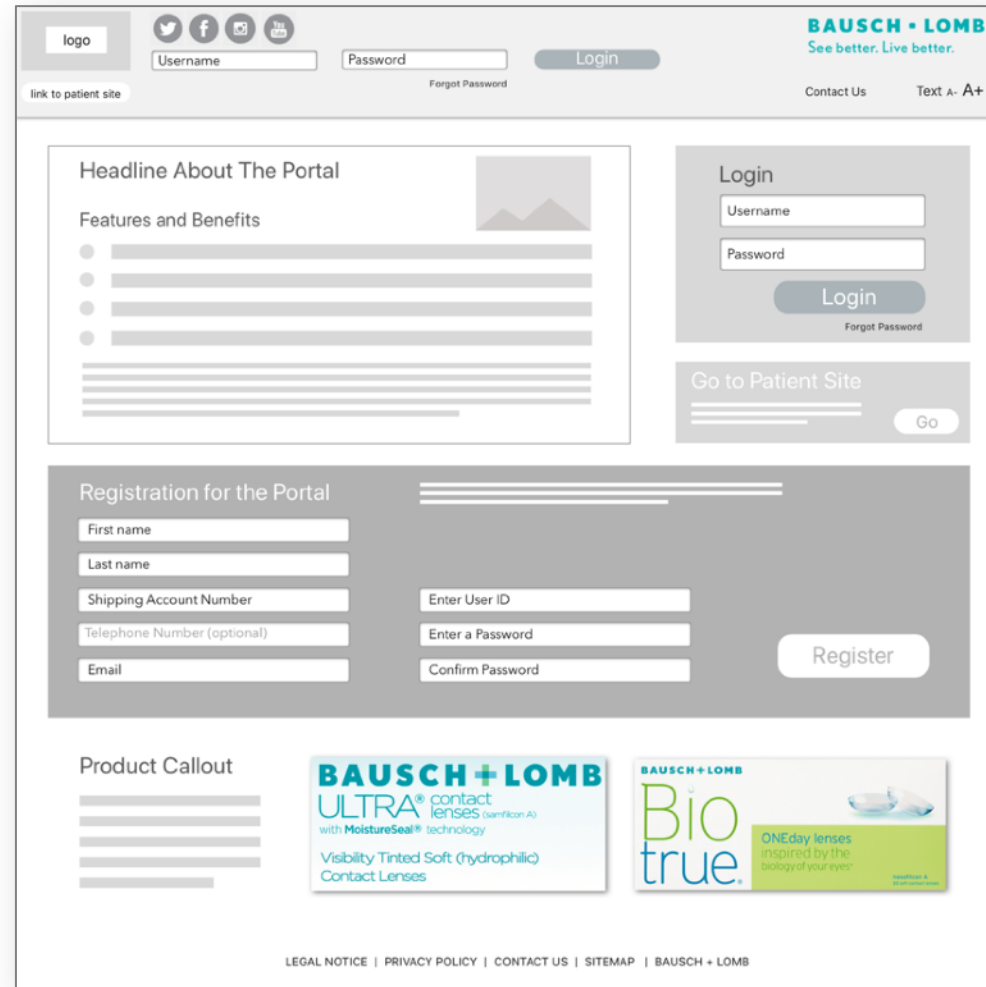 logo
link to patient site
You
Tube
Username
Password
Login
Forgot Password
BAUSCH • LOMB
See better. Live better.
Contact Us
Text A- A+
Headline About The Portal
Features and Benefits
Login
Username
Password
Login
Forgot Password
Go to Patient Site
Go
Registration for the Portal
First name
Last name
Shipping Account Number
Telephone Number (optional)
Email
Enter User ID
Enter a Password
Confirm Password
Register
Product Callout
BAUSCH + LOMB
ULTRA® contact lenses (samfilcon A)
with MoistureSeal® technology
Visibility Tinted Soft (hydrophilic)
Contact Lenses
BAUSCH + LOMB
Bio
true®
ONEday lenses
inspired by the
biology of your eyes™
LEGAL NOTICE | PRIVACY POLICY | CONTACT US | SITEMAP | BAUSCH + LOMB